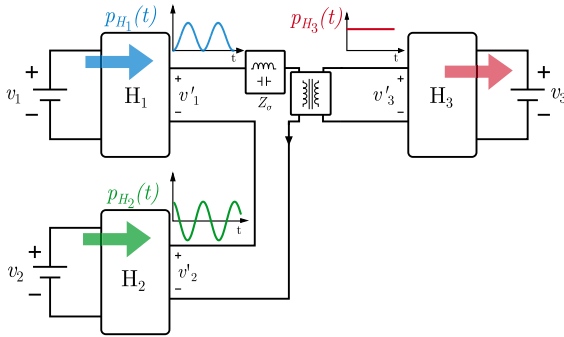 p_{H_1}(t)
t
p_{H_3}(t)
t
+
v_1
−
H_1
+
v'_1
−
Z_σ
+
v'_3
−
H_3
+
v_3
−
p_{H_2}(t)
t
+
v_2
−
H_2
+
v'_2
−